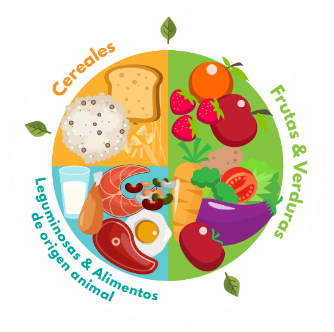 Cereales
Frutas & Verduras
Leguminosas & Alimentos
de origen animal